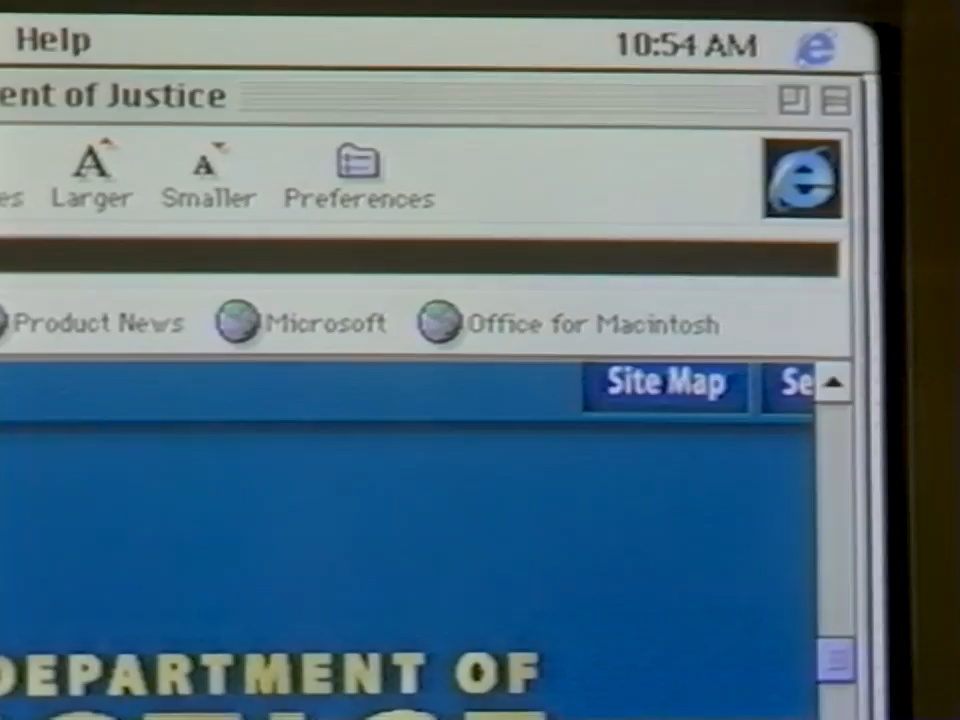 Help 10:54 AM
ent of Justice
es Larger Smaller Preferences
Product News Microsoft Office for Macintosh
Site Map Se
DEPARTMENT OF